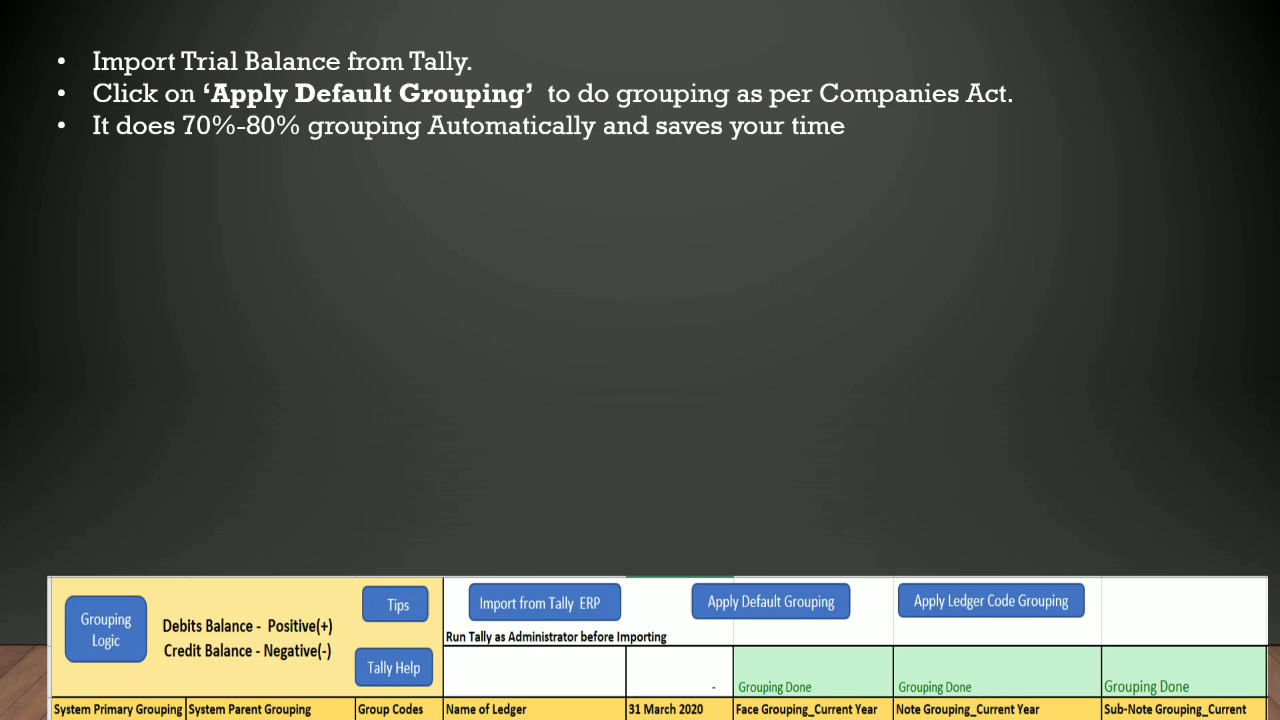 • Import Trial Balance from Tally.
• Click on ‘Apply Default Grouping’ to do grouping as per Companies Act.
• It does 70%-80% grouping Automatically and saves your time
Grouping Logic
Debits Balance - Positive(+)
Credit Balance - Negative(-)
Tips
Tally Help
Import from Tally ERP
Apply Default Grouping
Apply Ledger Code Grouping
Run Tally as Administrator before Importing
-
Grouping Done
Grouping Done
Grouping Done
System Primary Grouping
System Parent Grouping
Group Codes
Name of Ledger
31 March 2020
Face Grouping_Current Year
Note Grouping_Current Year
Sub-Note Grouping_Current